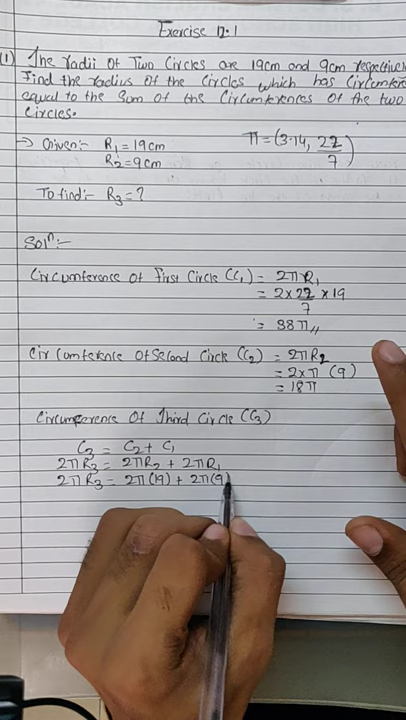 Exercise 12.1
(1) The radii Of Two Circles are 19cm and 9cm respectively
Find the radius Of the Circles which has Circumfere
equal to the Sum of the Circumferences Of the two
Circles.
→ Given:- R₁ = 19cm π = (3.14, 22/7)
R₂ = 9cm
To find:- R₃ = ?
Solⁿ:-
Circumference Of First Circle (C₁) = 2πR₁
= 2 × 22/7 × 19
= 38π //
Circumference Of Second Circle (C₂) = 2πR₂
= 2×π (9)
= 18π
Circumference Of Third Circle (C₃)
C₃ = C₂ + C₁
2πR₃ = 2πR₂ + 2πR₁
2πR₃ = 2π(19) + 2π(9)